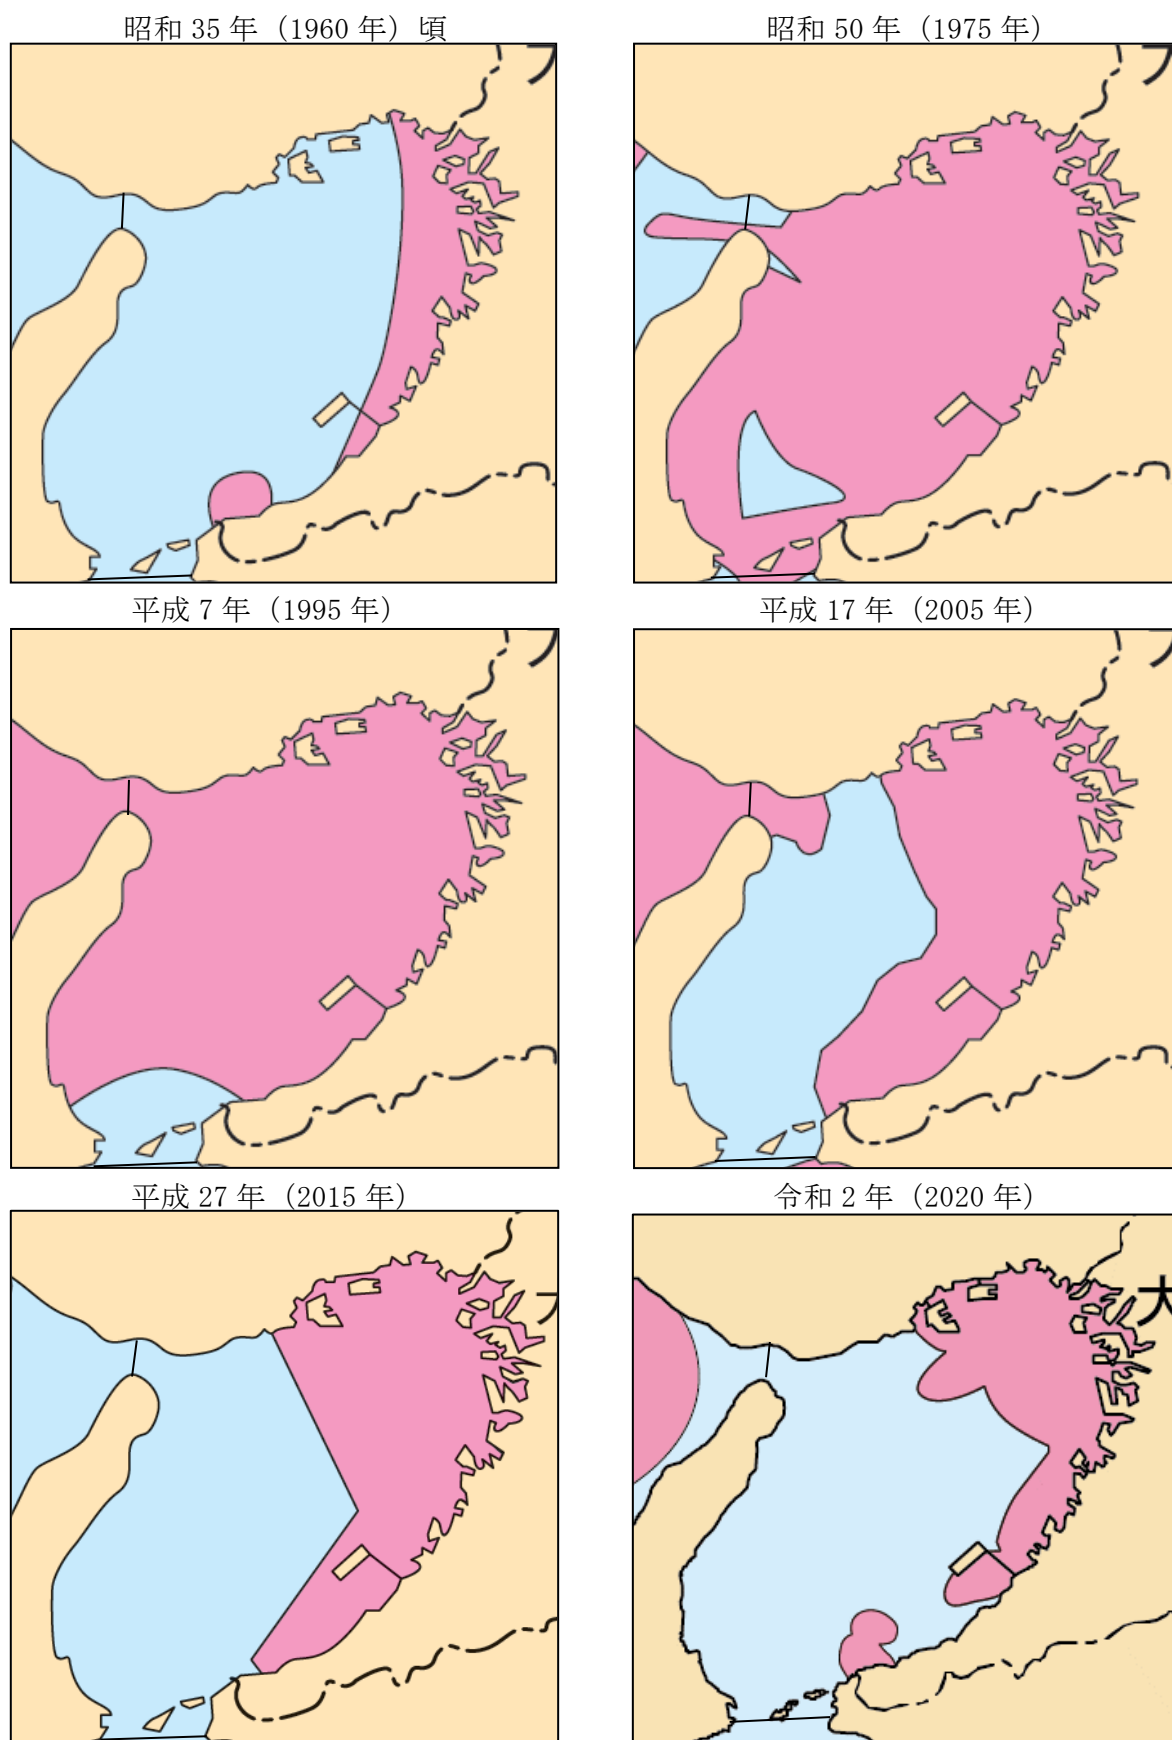 昭和 35 年（1960 年）頃
昭和 50 年（1975 年）
平成 7 年（1995 年）
平成 17 年（2005 年）
平成 27 年（2015 年）
令和 2 年（2020 年）
大